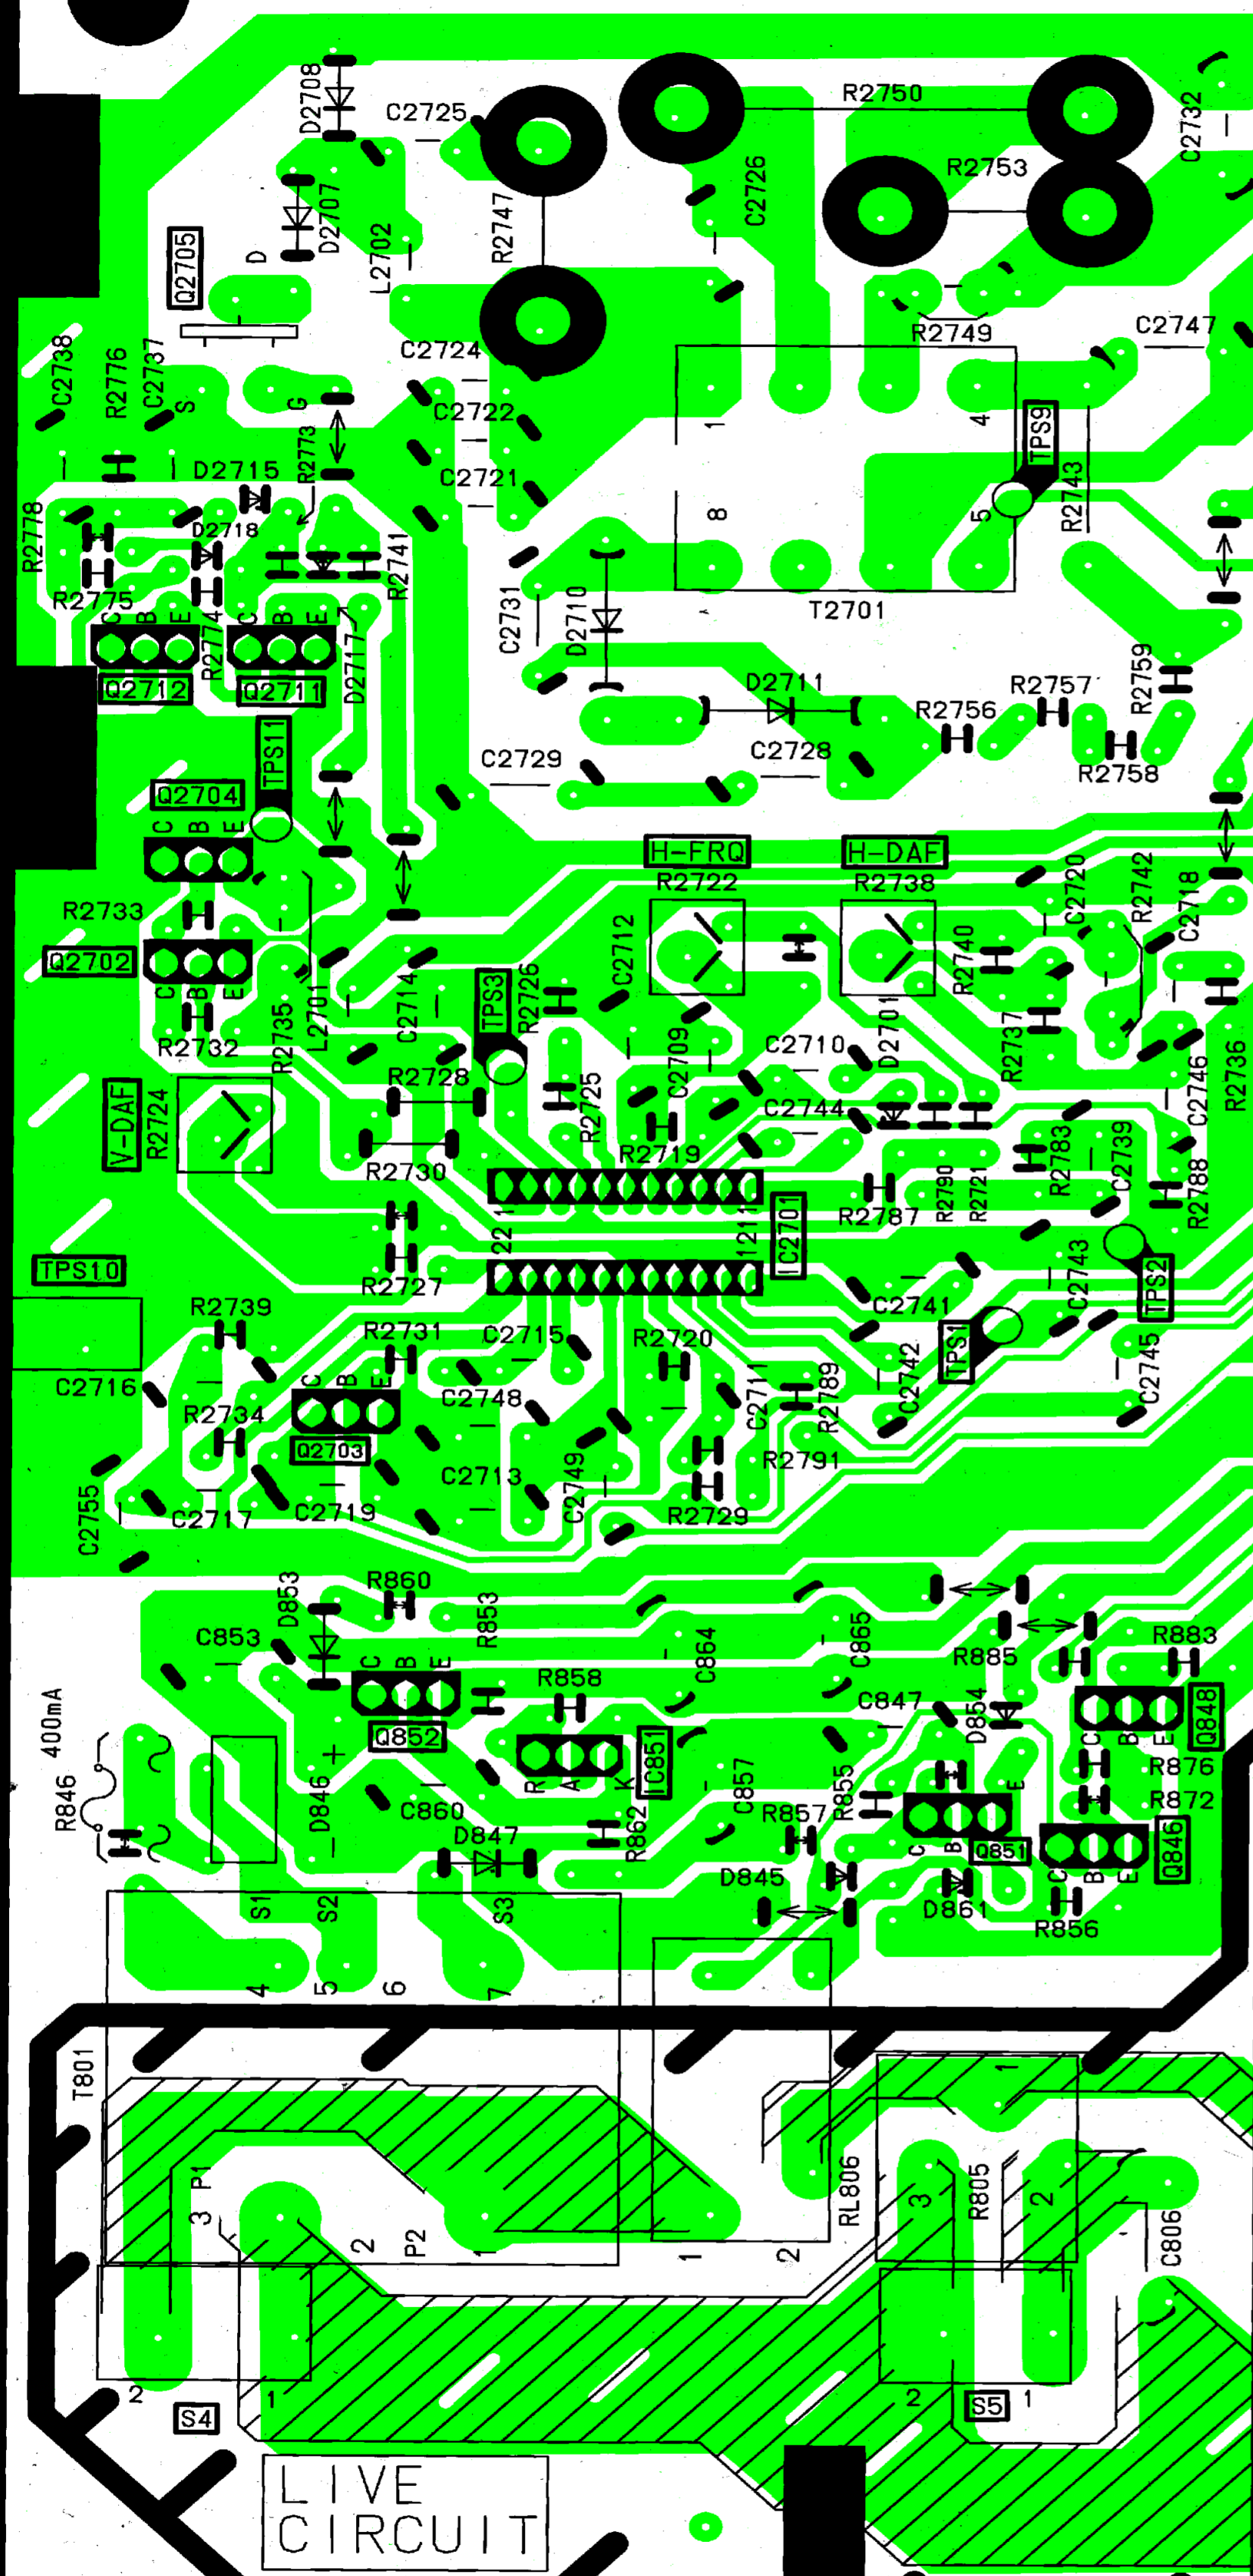 D2708
C2725
R2750
C2732
D2707
R2747
C2726
R2753
Q2705
D
L2702
C2738
R2776
C2737
S
G
C2724
R2749
C2747
C2722
1
4
TPS9
R2773
D2715
C2721
R2778
D2718
8
5
R2743
R2741
R2775
C B E
R2774
C B E
C2731
D2710
T2701
Q2712
Q2711
D2717
D2711
R2759
R2757
R2756
TPS11
C2729
C2728
R2758
Q2704
C B E
H-FRQ
H-DAF
R2722
R2738
C2720
R2742
C2718
R2733
Q2702
C2712
R2740
C B E
C2714
TPS3
R2726
L2701
R2735
D2701
R2737
R2732
C2709
C2710
C2746
R2736
R2728
V-DAF
R2724
R2725
C2744
R2719
R2783
C2739
R2730
R2790
R2721
R2788
R2787
1
22
11
12
IC2701
TPS10
R2727
C2743
TPS2
C2741
R2739
R2731
C2715
R2720
TPS1
C2716
C B E
C2748
C2711
R2789
C2742
C2745
R2734
Q2703
C2713
C2749
R2791
C2755
C2717
C2719
R2729
D853
R860
R853
C853
C864
C865
R885
R883
C B E
R858
C847
D854
Q848
400mA
R846
Q852
D846
+
-
R A K
IC851
C857
R855
E
C B E
R876
R872
C860
D847
R862
R857
C
B
Q851
Q846
D845
C B E
S1
S2
S3
D861
R856
4
5
6
7
T801
1
P1
3
2
P2
1
1
2
RL806
3
R805
2
C806
2
1
S4
2
1
S5
LIVE
CIRCUIT